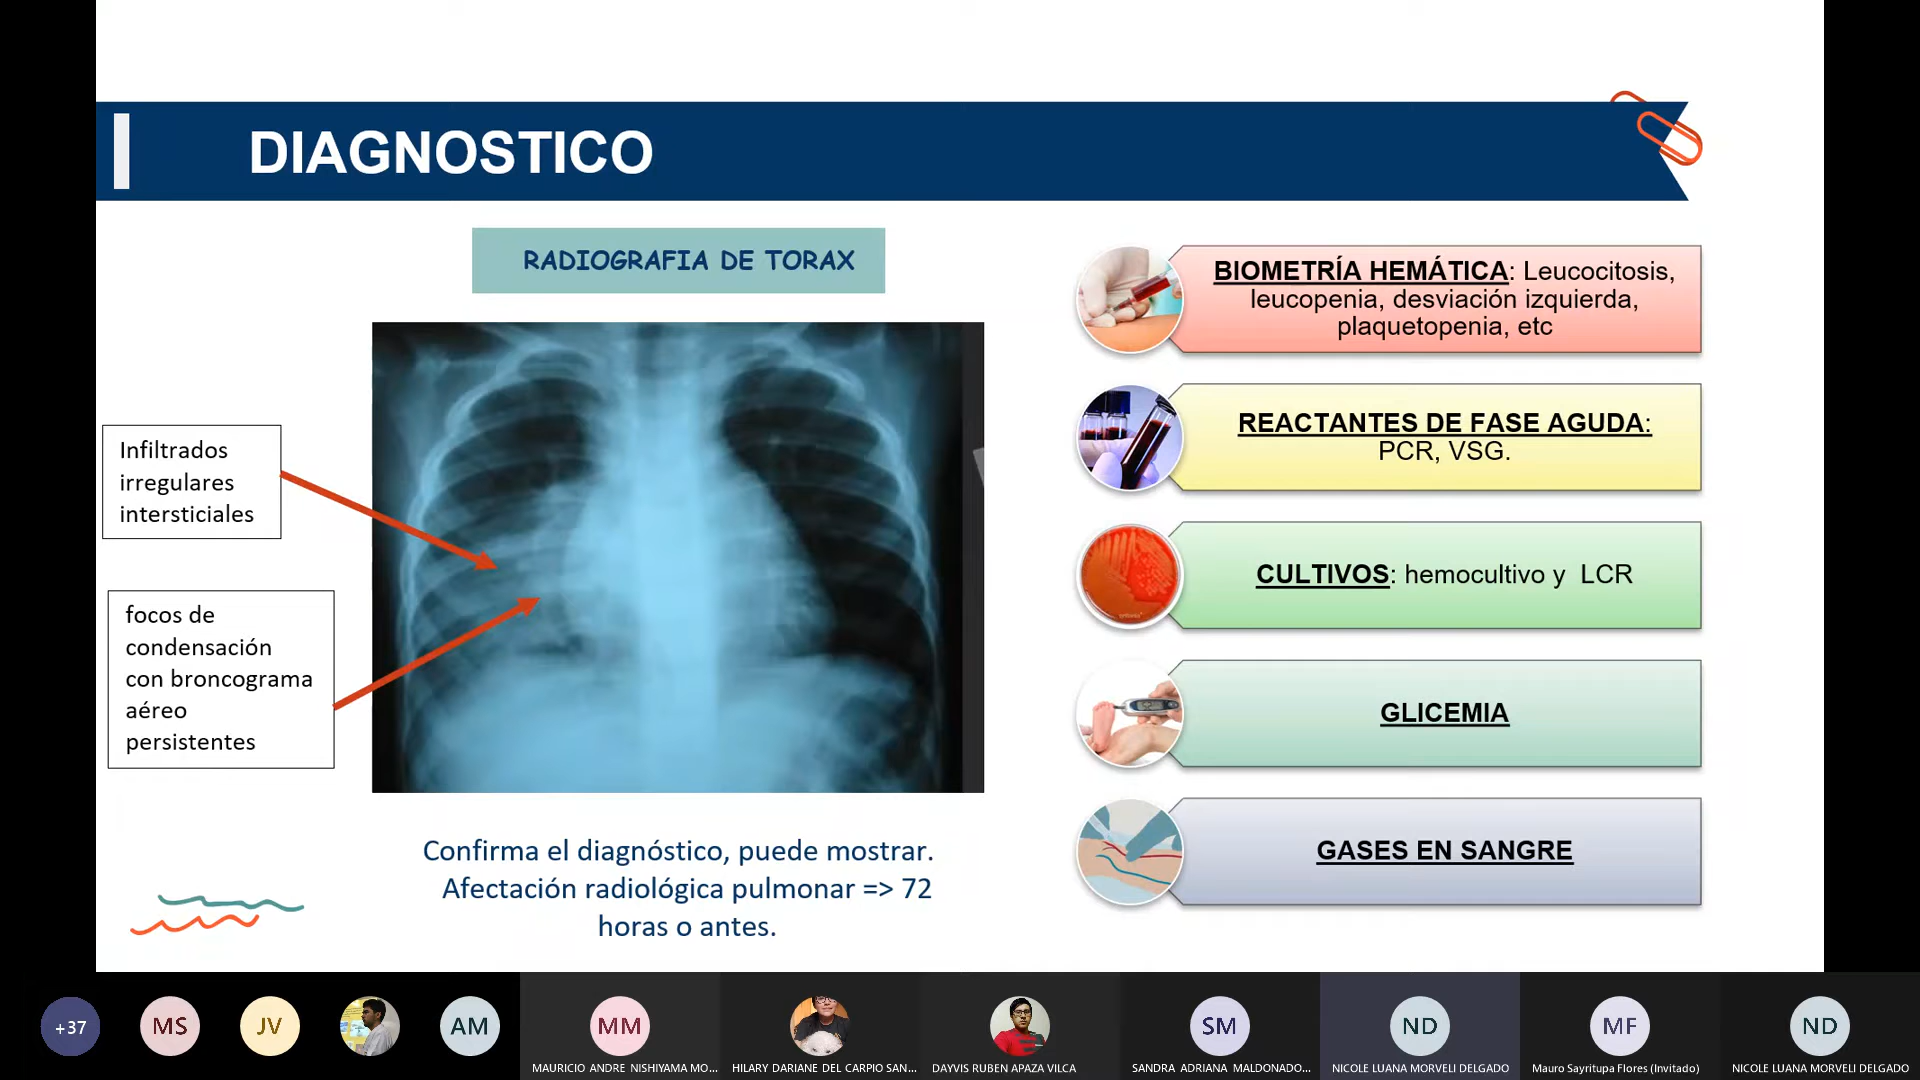 DIAGNOSTICO
RADIOGRAFIA DE TORAX
Infiltrados
irregulares
intersticiales
focos de
condensación
con broncograma
aéreo
persistentes
Confirma el diagnóstico, puede mostrar.
Afectación radiológica pulmonar => 72
horas o antes.
BIOMETRÍA HEMÁTICA: Leucocitosis,
leucopenia, desviación izquierda,
plaquetopenia, etc
REACTANTES DE FASE AGUDA:
PCR, VSG.
CULTIVOS: hemocultivo y LCR
GLICEMIA
GASES EN SANGRE
+37
MS
JV
AM
MM
SM
ND
MF
ND
MAURICIO ANDRE NISHIYAMA MO...
HILARY DARIANE DEL CARPIO SAN...
DAYVIS RUBEN APAZA VILCA
SANDRA ADRIANA MALDONADO...
NICOLE LUANA MORVELI DELGADO
Mauro Sayritupa Flores (Invitado)
NICOLE LUANA MORVELI DELGADO